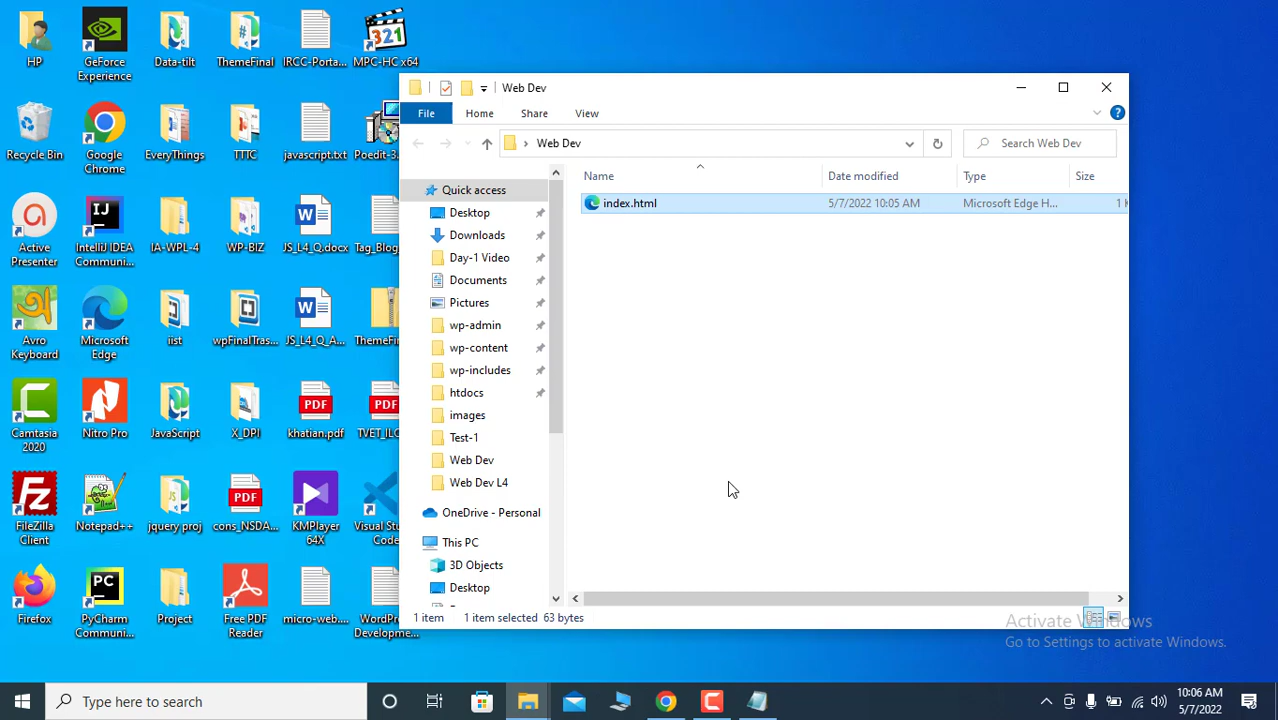 HP
GeForce
Experience
Data-tilt
ThemeFinal
IRCC-Porta...
MPC-HC x64
321
Recycle Bin
Google
Chrome
EveryThings
TTTC
javascript.txt
Poedit-3...
Active
Presenter
IntelliJ IDEA
Communi...
IA-WPL-4
WP-BIZ
JS_L4_Q.docx
Tag_Blog
Avro
Keyboard
Microsoft
Edge
iist
wpFinalTras...
JS_L4_Q_A...
ThemeFin
Camtasia
2020
Nitro Pro
JavaScript
X_DPI
PDF
khatian.pdf
PDF
TVET_ILO
FileZilla
Client
Notepad++
jquery proj
PDF
cons_NSDA...
KMPlayer
64X
Visual Stu
Code
Firefox
PC
PyCharm
Communi...
Project
Free PDF
Reader
micro-web....
WordPr
Developme...
Web Dev
File
Home
Share
View
Web Dev
Search Web Dev
Name
Date modified
Type
Size
index.html
5/7/2022 10:05 AM
Microsoft Edge H...
1 K
Quick access
Desktop
Downloads
Day-1 Video
Documents
Pictures
wp-admin
wp-content
wp-includes
htdocs
images
Test-1
Web Dev
Web Dev L4
OneDrive - Personal
This PC
3D Objects
Desktop
1 item
1 item selected
63 bytes
Activate Windows
Go to Settings to activate Windows.
Type here to search
10:06 AM
5/7/2022